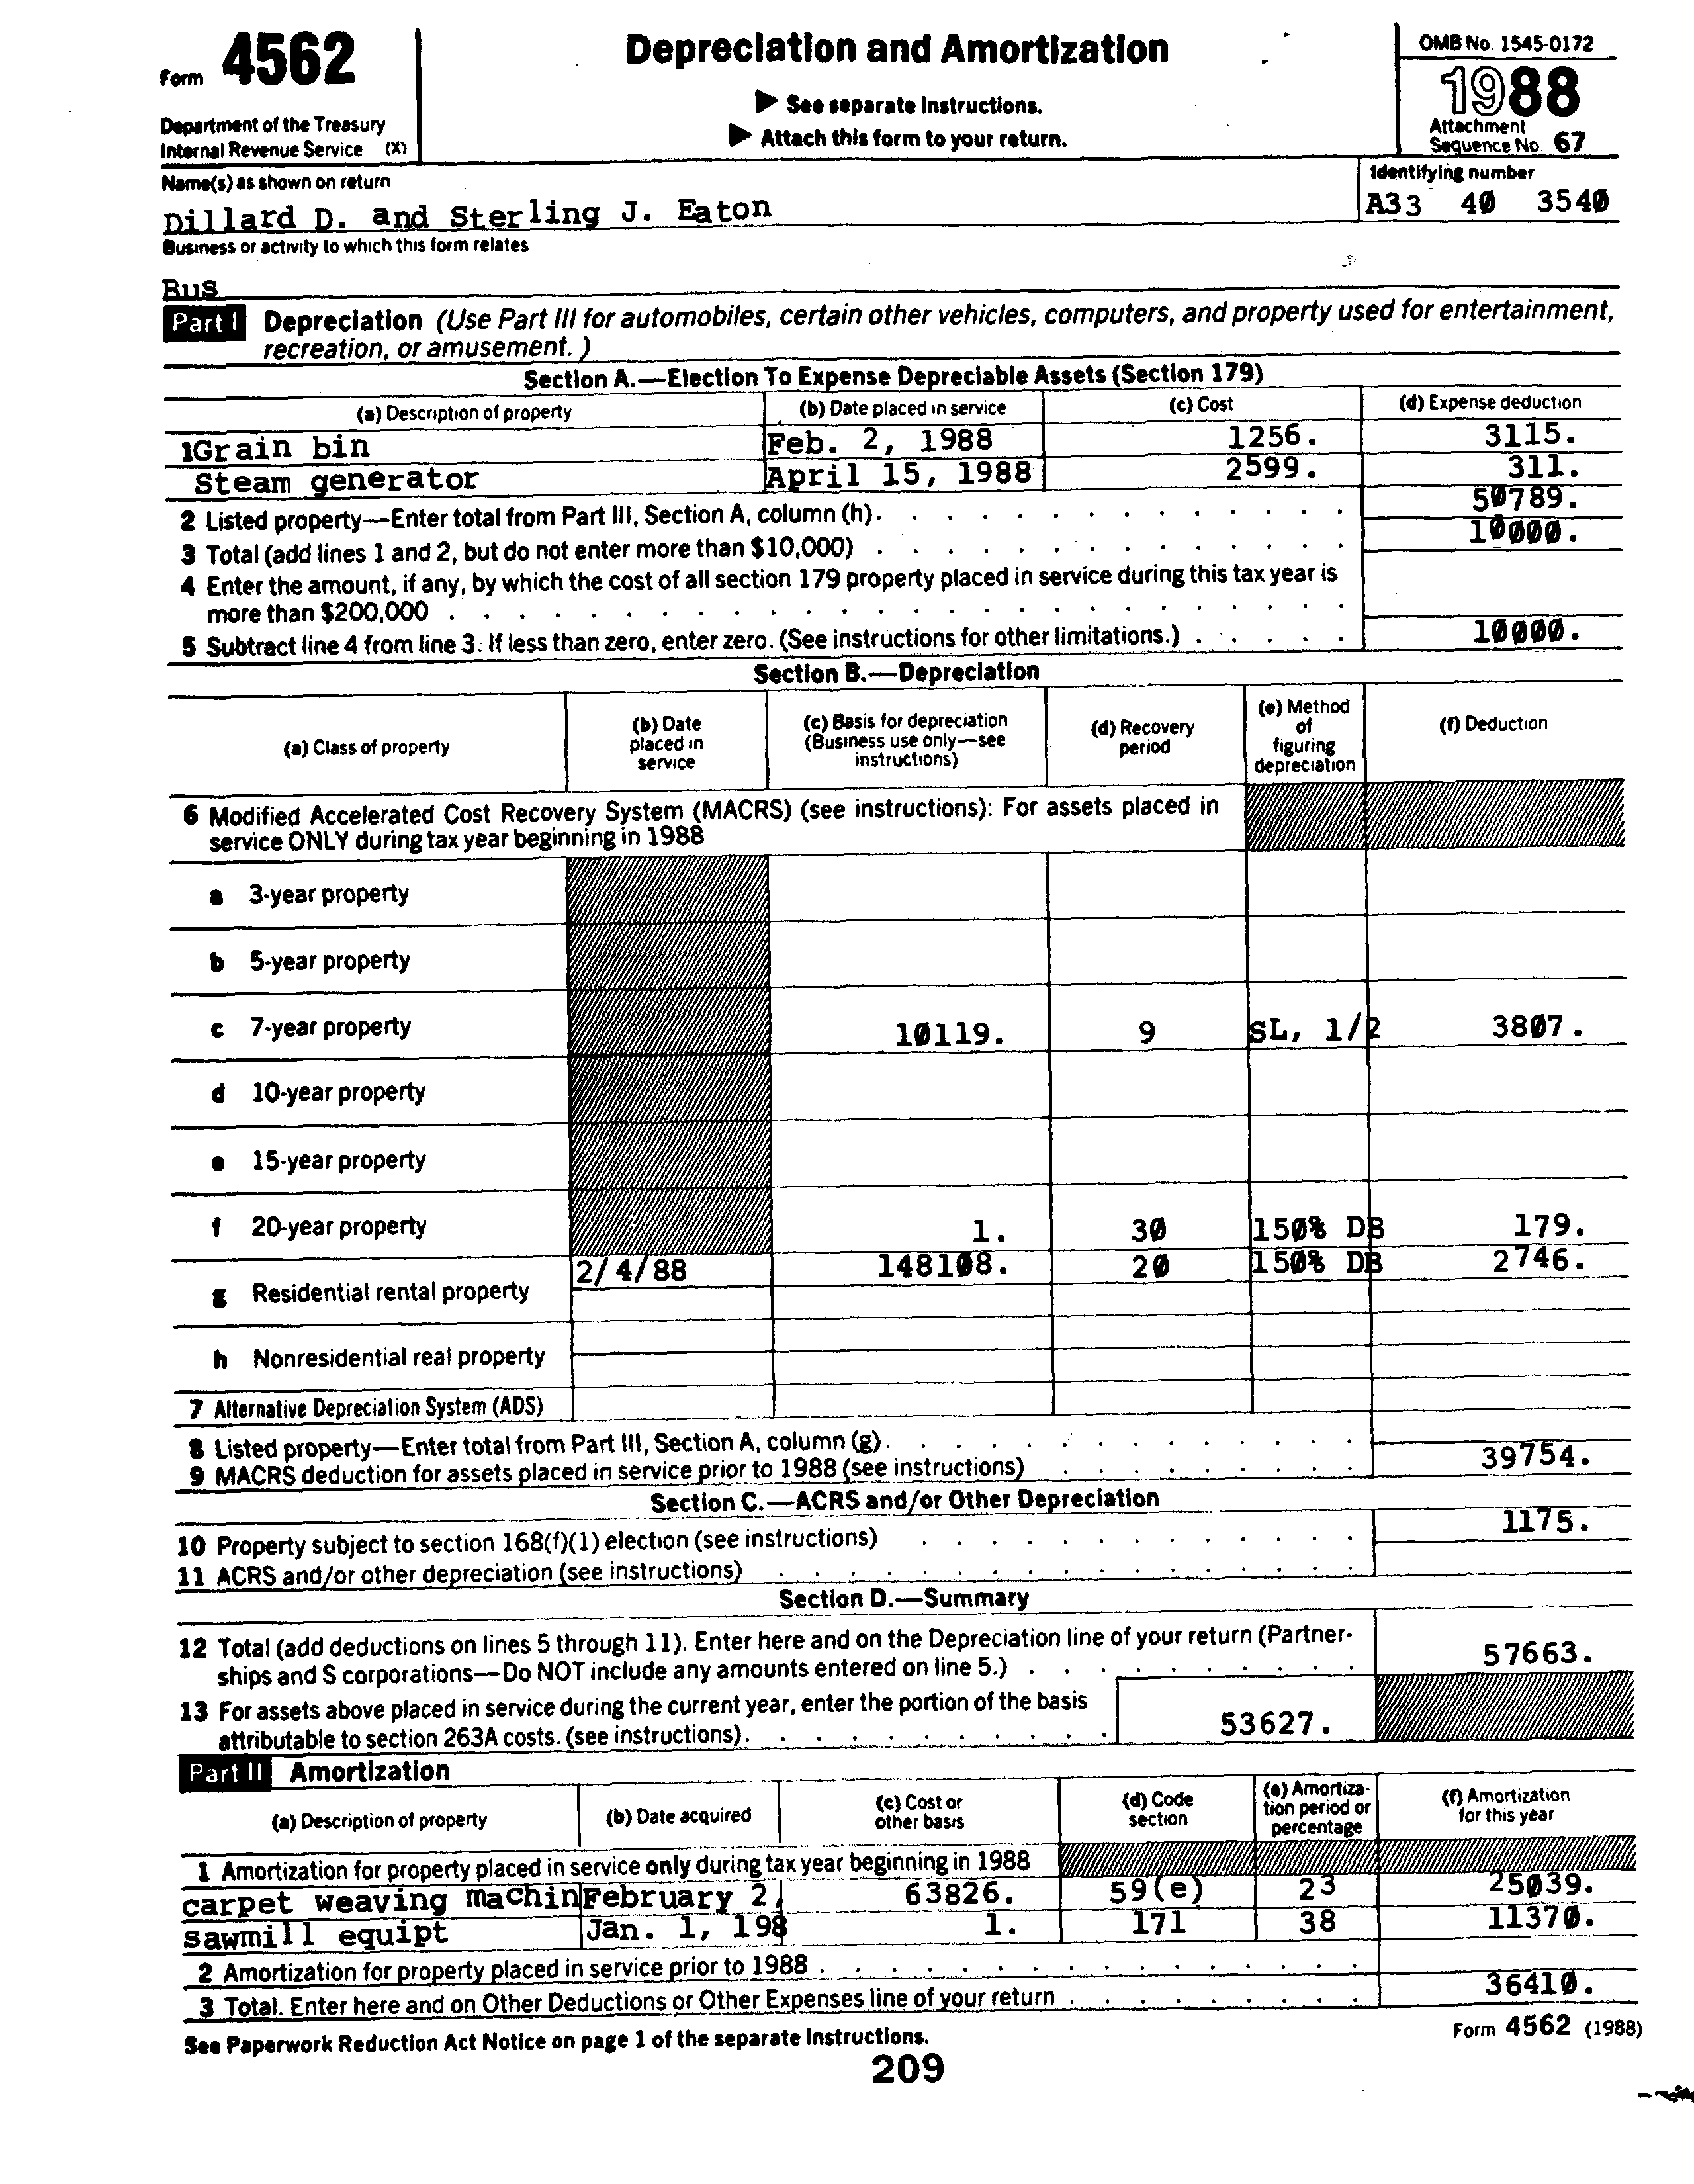 Form 4562
Department of the Treasury
Internal Revenue Service (X)
Depreciation and Amortization
▶ See separate Instructions.
▶ Attach this form to your return.
OMB No. 1545-0172
1988
Attachment
Sequence No. 67
Name(s) as shown on return
Dillard D. and Sterling J. Eaton
Identifying number
A33 40 3540
Business or activity to which this form relates
Bus
Part I Depreciation (Use Part III for automobiles, certain other vehicles, computers, and property used for entertainment,
recreation, or amusement.)
Section A.—Election To Expense Depreciable Assets (Section 179)
(a) Description of property (b) Date placed in service (c) Cost (d) Expense deduction
1 Grain bin Feb. 2, 1988 1256. 3115.
Steam generator April 15, 1988 2599. 311.
2 Listed property—Enter total from Part III, Section A, column (h). 50789.
3 Total (add lines 1 and 2, but do not enter more than $10,000) 10000.
4 Enter the amount, if any, by which the cost of all section 179 property placed in service during this tax year is
more than $200,000
5 Subtract line 4 from line 3. If less than zero, enter zero. (See instructions for other limitations.) 10000.
Section B.—Depreciation
(a) Class of property
(b) Date
placed in
service
(c) Basis for depreciation
(Business use only—see
instructions)
(d) Recovery
period
(e) Method
of
figuring
depreciation
(f) Deduction
6 Modified Accelerated Cost Recovery System (MACRS) (see instructions): For assets placed in
service ONLY during tax year beginning in 1988
a 3-year property
b 5-year property
c 7-year property 10119. 9 SL, 1/2 3807.
d 10-year property
e 15-year property
f 20-year property 1. 30 150% DB 179.
2/4/88 148108. 20 150% DB 2746.
g Residential rental property
h Nonresidential real property
7 Alternative Depreciation System (ADS)
8 Listed property—Enter total from Part III, Section A, column (g).
9 MACRS deduction for assets placed in service prior to 1988 (see instructions) 39754.
Section C.—ACRS and/or Other Depreciation
10 Property subject to section 168(f)(1) election (see instructions) 1175.
11 ACRS and/or other depreciation (see instructions)
Section D.—Summary
12 Total (add deductions on lines 5 through 11). Enter here and on the Depreciation line of your return (Partner-
ships and S corporations—Do NOT include any amounts entered on line 5.) 57663.
13 For assets above placed in service during the current year, enter the portion of the basis
attributable to section 263A costs. (see instructions). 53627.
Part II Amortization
(a) Description of property
(b) Date acquired
(c) Cost or
other basis
(d) Code
section
(e) Amortiza-
tion period or
percentage
(f) Amortization
for this year
1 Amortization for property placed in service only during tax year beginning in 1988
carpet weaving machin February 2, 63826. 59(e) 23 25039.
sawmill equipt Jan. 1, 198 1. 171 38 11370.
2 Amortization for property placed in service prior to 1988
3 Total. Enter here and on Other Deductions or Other Expenses line of your return 36410.
See Paperwork Reduction Act Notice on page 1 of the separate instructions.
Form 4562 (1988)
209